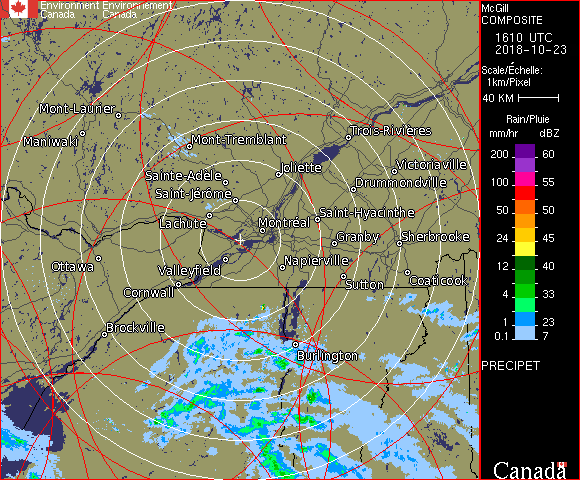 Environment Environnement
Canada Canada
McGill
COMPOSITE
1610 UTC
2018-10-23
Scale/Échelle:
1km/Pixel
40 KM
Rain/Pluie
mm/hr dBZ
200 60
100 55
50 50
24 45
12 40
4 33
1 23
0.1 7
PRECIPET
Canada
Mont-Laurier
Maniwaki
Mont-Tremblant
Trois-Rivières
Joliette
Victoriaville
Sainte-Adèle
Drummondville
Saint-Jérôme
Saint-Hyacinthe
Lachute
Montréal
Granby
Sherbrooke
Ottawa
Valleyfield
Napierville
Cornwall
Sutton
Coaticook
Brockville
Burlington